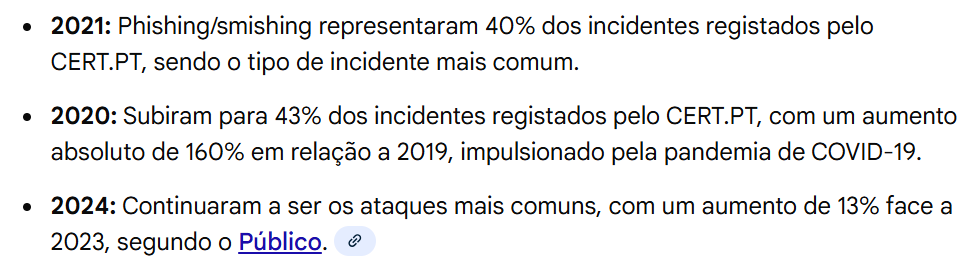 • 2021: Phishing/smishing representaram 40% dos incidentes registados pelo
CERT.PT, sendo o tipo de incidente mais comum.
• 2020: Subiram para 43% dos incidentes registados pelo CERT.PT, com um aumento
absoluto de 160% em relação a 2019, impulsionado pela pandemia de COVID-19.
• 2024: Continuaram a ser os ataques mais comuns, com um aumento de 13% face a
2023, segundo o Público.